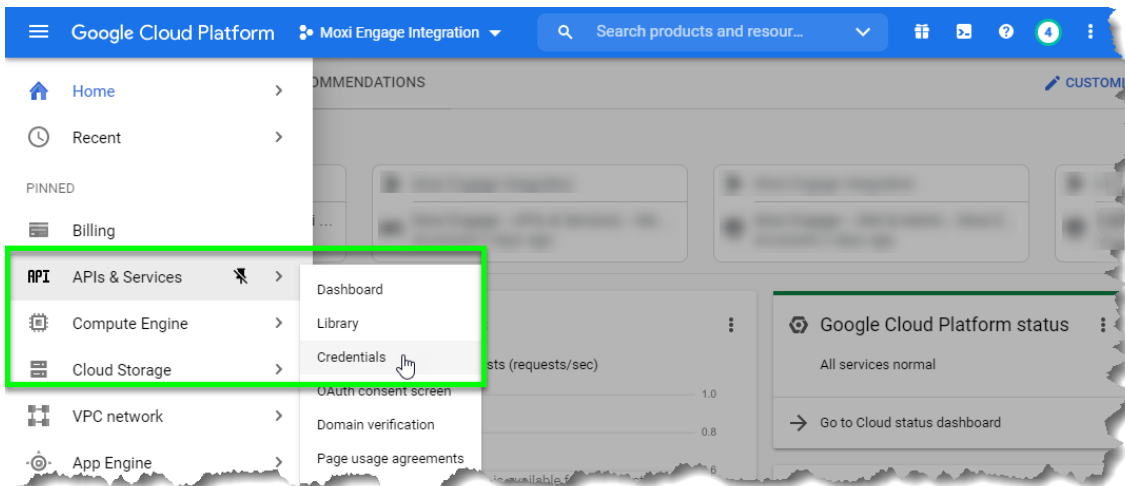 Google Cloud Platform
Moxi Engage Integration
Search products and resour...
4
Home
Recent
PINNED
Billing
API APIs & Services
Compute Engine
Cloud Storage
VPC network
App Engine
Dashboard
Library
Credentials
OAuth consent screen
Domain verification
Page usage agreements
OMMENDATIONS
CUSTOMI
sts (requests/sec)
1.0
0.8
Google Cloud Platform status
All services normal
Go to Cloud status dashboard